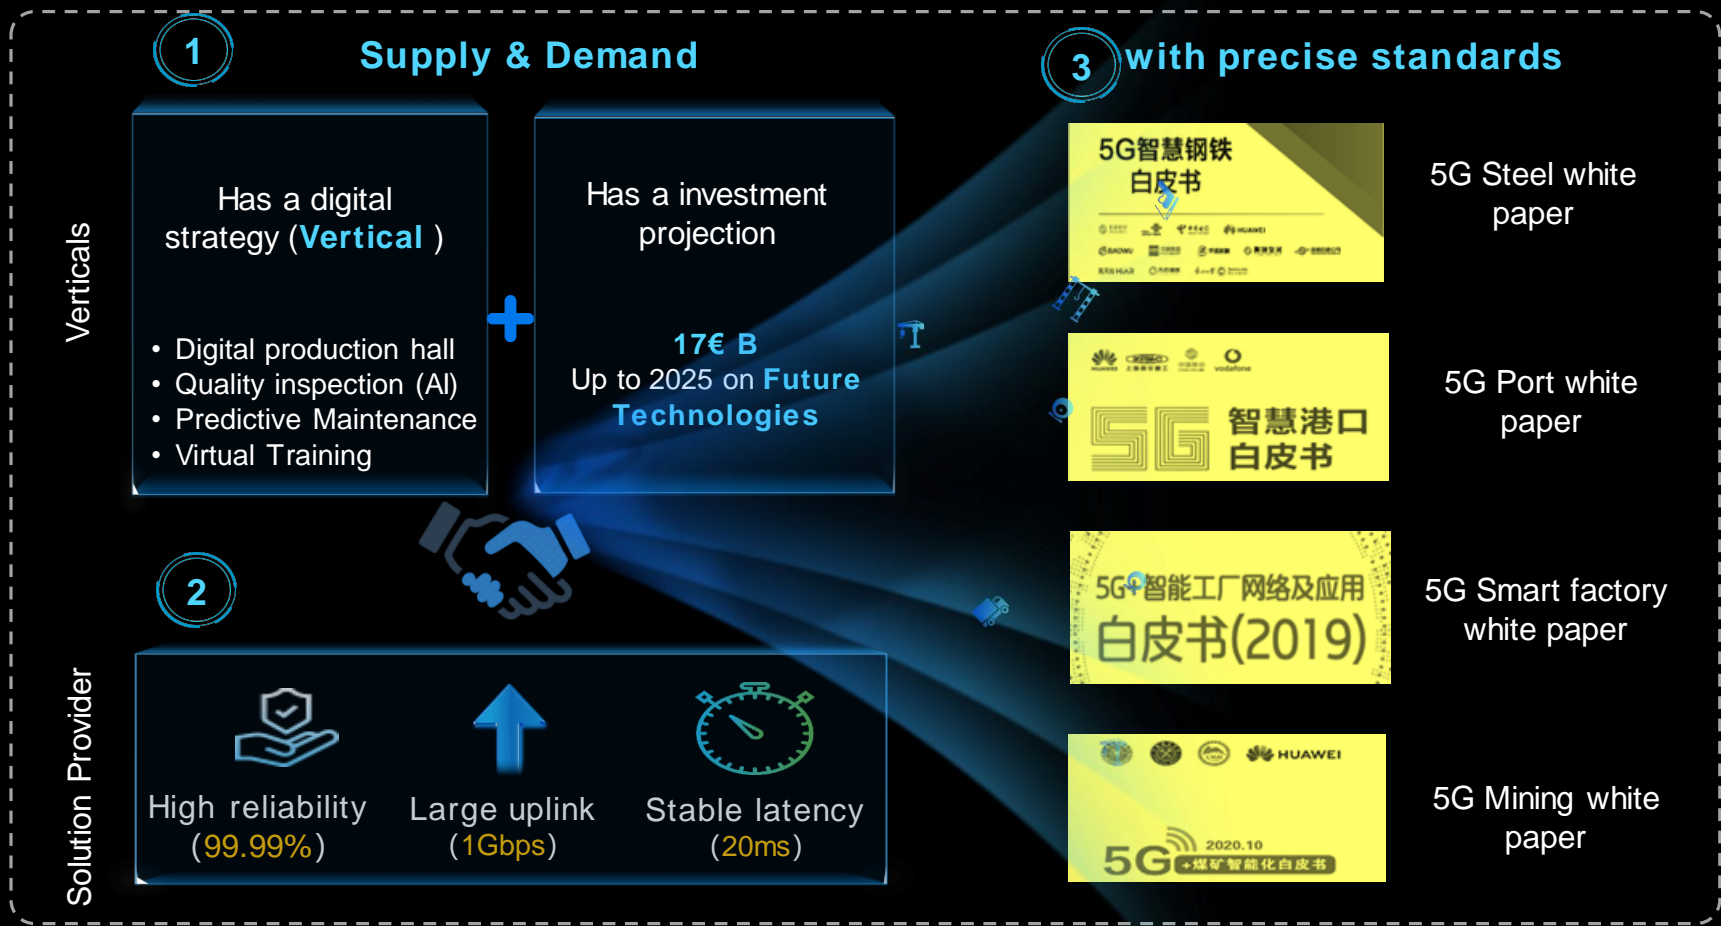 1
Supply & Demand
Verticals
Has a digital
strategy (Vertical )
• Digital production hall
• Quality inspection (AI)
• Predictive Maintenance
• Virtual Training
Has a investment
projection
17€ B
Up to 2025 on Future
Technologies
2
Solution Provider
High reliability
(99.99%)
Large uplink
(1Gbps)
Stable latency
(20ms)
3
with precise standards
5G智慧钢铁
白皮书
HUAWEI
BAOWU
5G Steel white
paper
HUAWEI
vodafone
5G 智慧港口
白皮书
5G Port white
paper
5G+智能工厂网络及应用
白皮书(2019)
5G Smart factory
white paper
HUAWEI
2020.10
5G+煤矿智能化白皮书
5G Mining white
paper